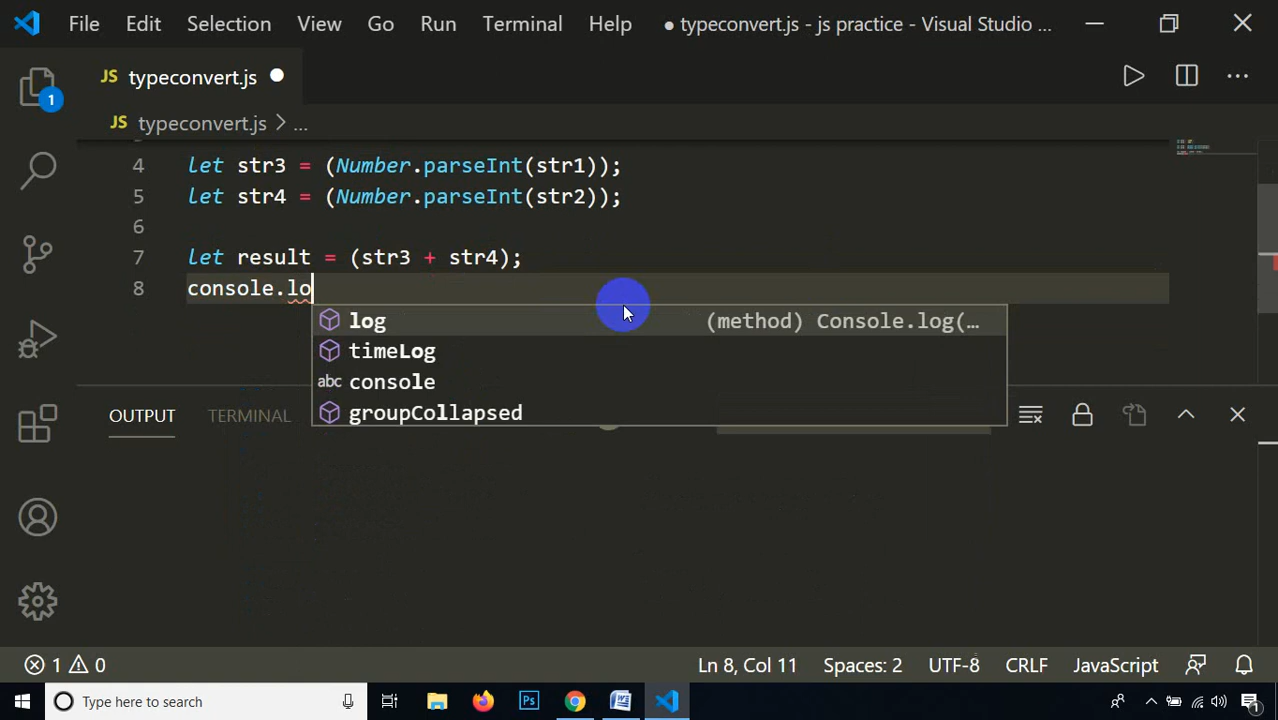 File Edit Selection View Go Run Terminal Help ● typeconvert.js - js practice - Visual Studio ...
JS typeconvert.js
1
JS typeconvert.js > ...
4 let str3 = (Number.parseInt(str1));
5 let str4 = (Number.parseInt(str2));
6
7 let result = (str3 + str4);
8 console.lo
log (method) Console.log(…
timeLog
abc console
groupCollapsed
OUTPUT TERMINAL
1 0 Ln 8, Col 11 Spaces: 2 UTF-8 CRLF JavaScript
Type here to search Ps W 1